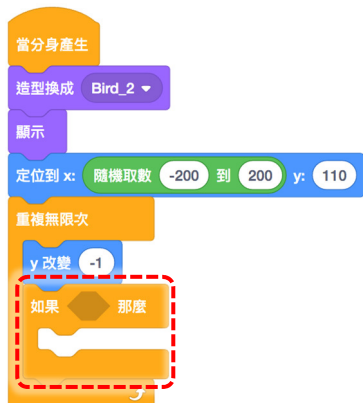 當分身產生
造型換成 Bird_2
顯示
定位到 x: 隨機取數 -200 到 200 y: 110
重複無限次
y 改變 -1
如果 那麼